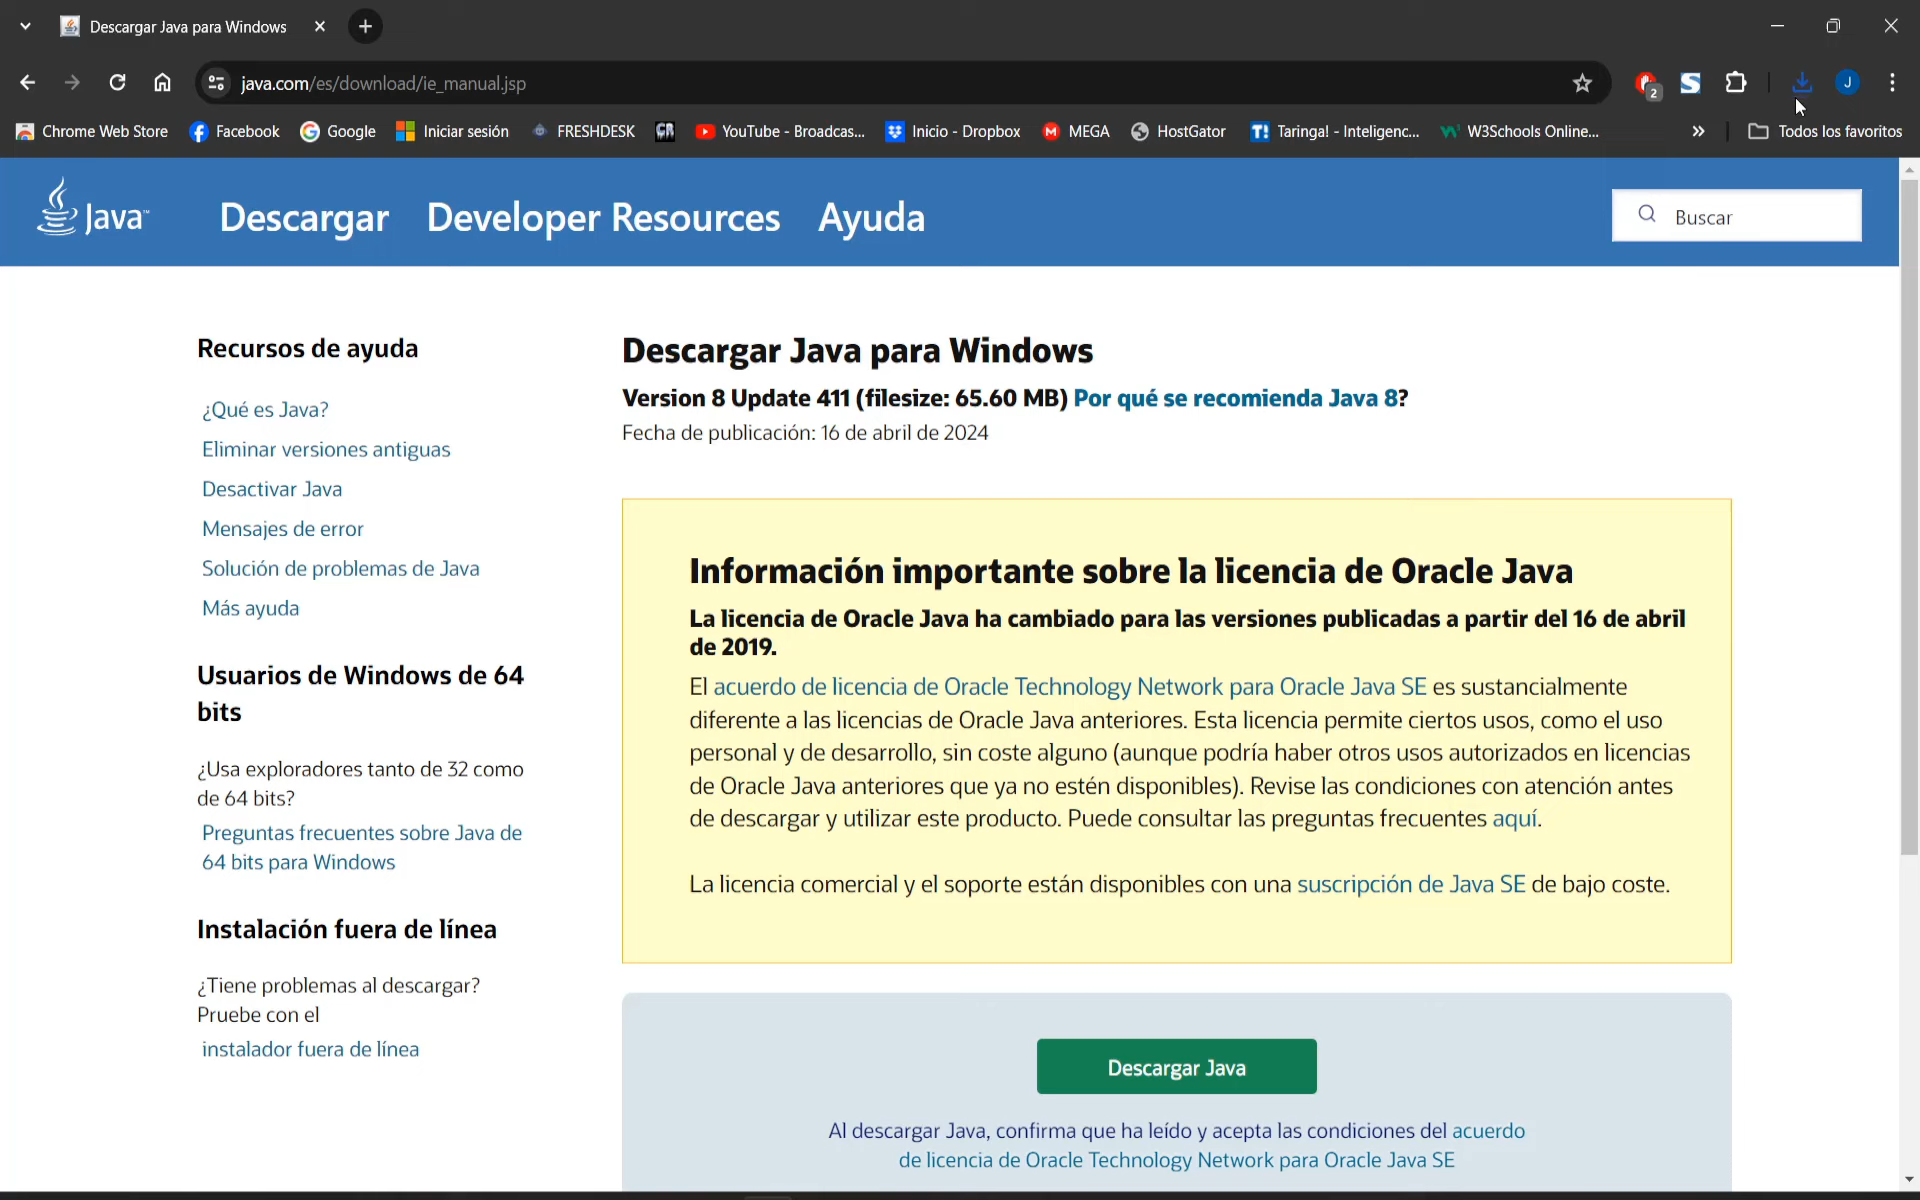 Descargar Java para Windows
java.com/es/download/ie_manual.jsp
2
J
Chrome Web Store
Facebook
Google
Iniciar sesión
FRESHDESK
CR
YouTube - Broadcas...
Inicio - Dropbox
MEGA
HostGator
Taringa! - Inteligenc...
W3Schools Online...
Todos los favoritos
Java™
Descargar
Developer Resources
Ayuda
Buscar
Recursos de ayuda
¿Qué es Java?
Eliminar versiones antiguas
Desactivar Java
Mensajes de error
Solución de problemas de Java
Más ayuda
Usuarios de Windows de 64
bits
¿Usa exploradores tanto de 32 como
de 64 bits?
Preguntas frecuentes sobre Java de
64 bits para Windows
Instalación fuera de línea
¿Tiene problemas al descargar?
Pruebe con el
instalador fuera de línea
Descargar Java para Windows
Version 8 Update 411 (filesize: 65.60 MB) Por qué se recomienda Java 8?
Fecha de publicación: 16 de abril de 2024
Información importante sobre la licencia de Oracle Java
La licencia de Oracle Java ha cambiado para las versiones publicadas a partir del 16 de abril
de 2019.
El acuerdo de licencia de Oracle Technology Network para Oracle Java SE es sustancialmente
diferente a las licencias de Oracle Java anteriores. Esta licencia permite ciertos usos, como el uso
personal y de desarrollo, sin coste alguno (aunque podría haber otros usos autorizados en licencias
de Oracle Java anteriores que ya no estén disponibles). Revise las condiciones con atención antes
de descargar y utilizar este producto. Puede consultar las preguntas frecuentes aquí.
La licencia comercial y el soporte están disponibles con una suscripción de Java SE de bajo coste.
Descargar Java
Al descargar Java, confirma que ha leído y acepta las condiciones del acuerdo
de licencia de Oracle Technology Network para Oracle Java SE